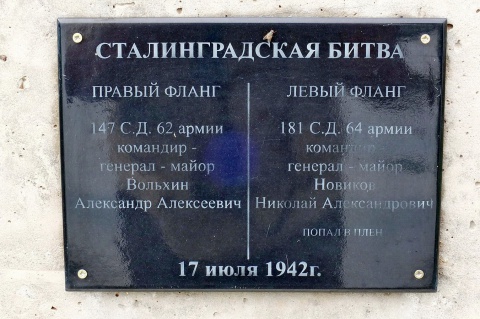 СТАЛИНГРАДСКАЯ БИТВА
ПРАВЫЙ ФЛАНГ
147 С.Д. 62 армии
командир -
генерал - майор
Вольхин
Александр Алексеевич
ЛЕВЫЙ ФЛАНГ
181 С.Д. 64 армии
командир -
генерал - майор
Новиков
Николай Александрович
ПОПАЛ В ПЛЕН
17 июля 1942г.